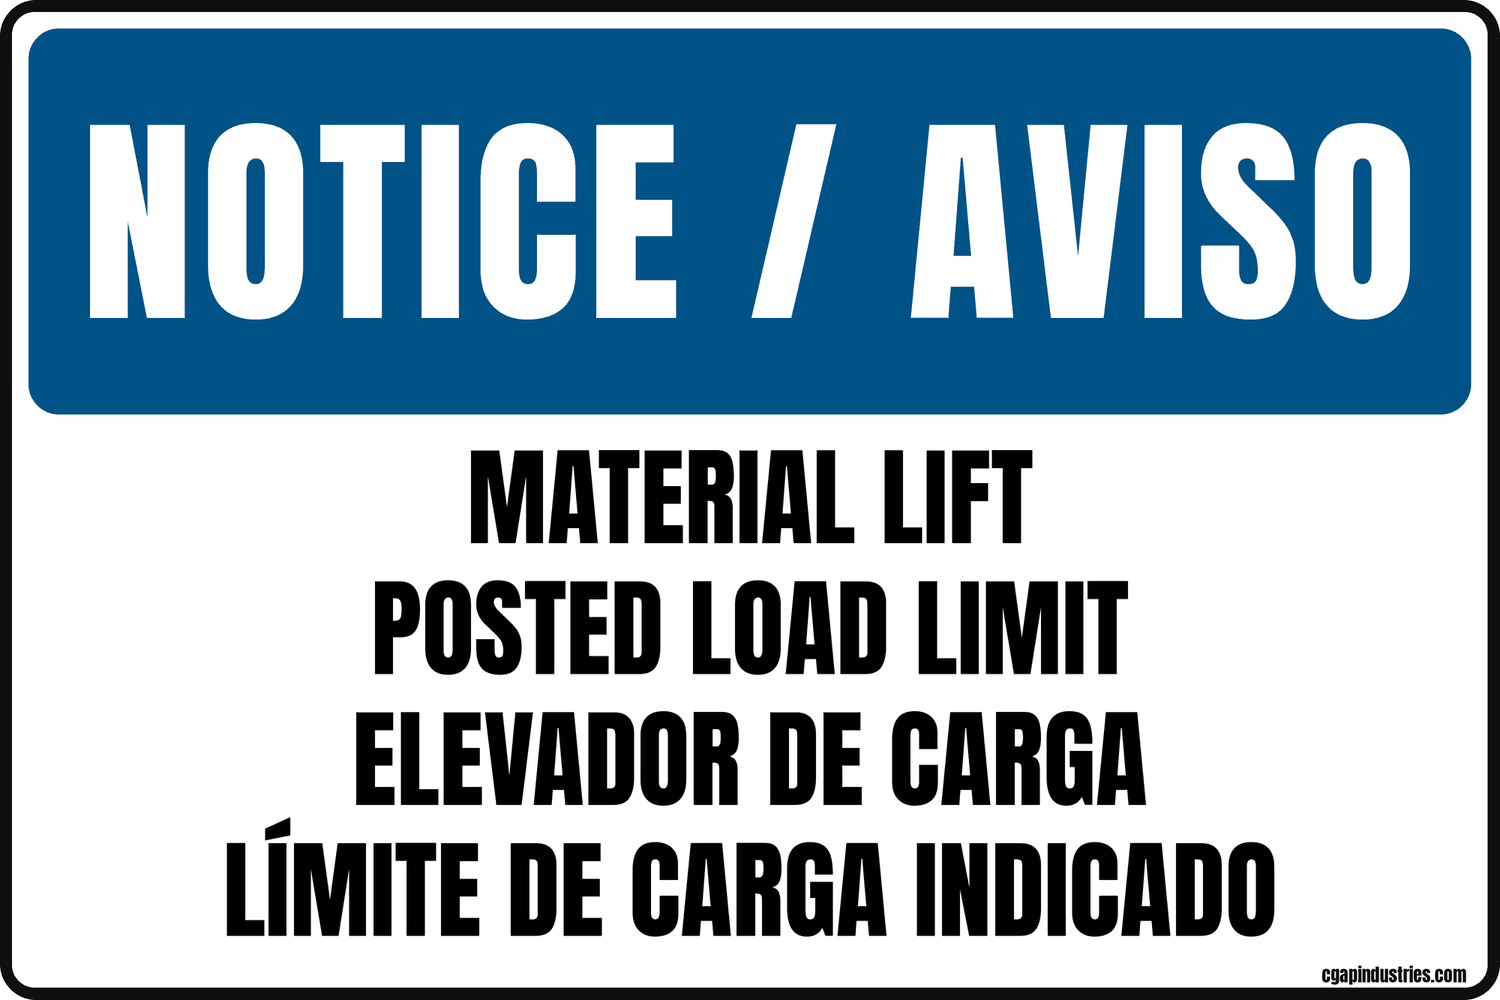 NOTICE / AVISO
MATERIAL LIFT
POSTED LOAD LIMIT
ELEVADOR DE CARGA
LÍMITE DE CARGA INDICADO
cgapindustries.com